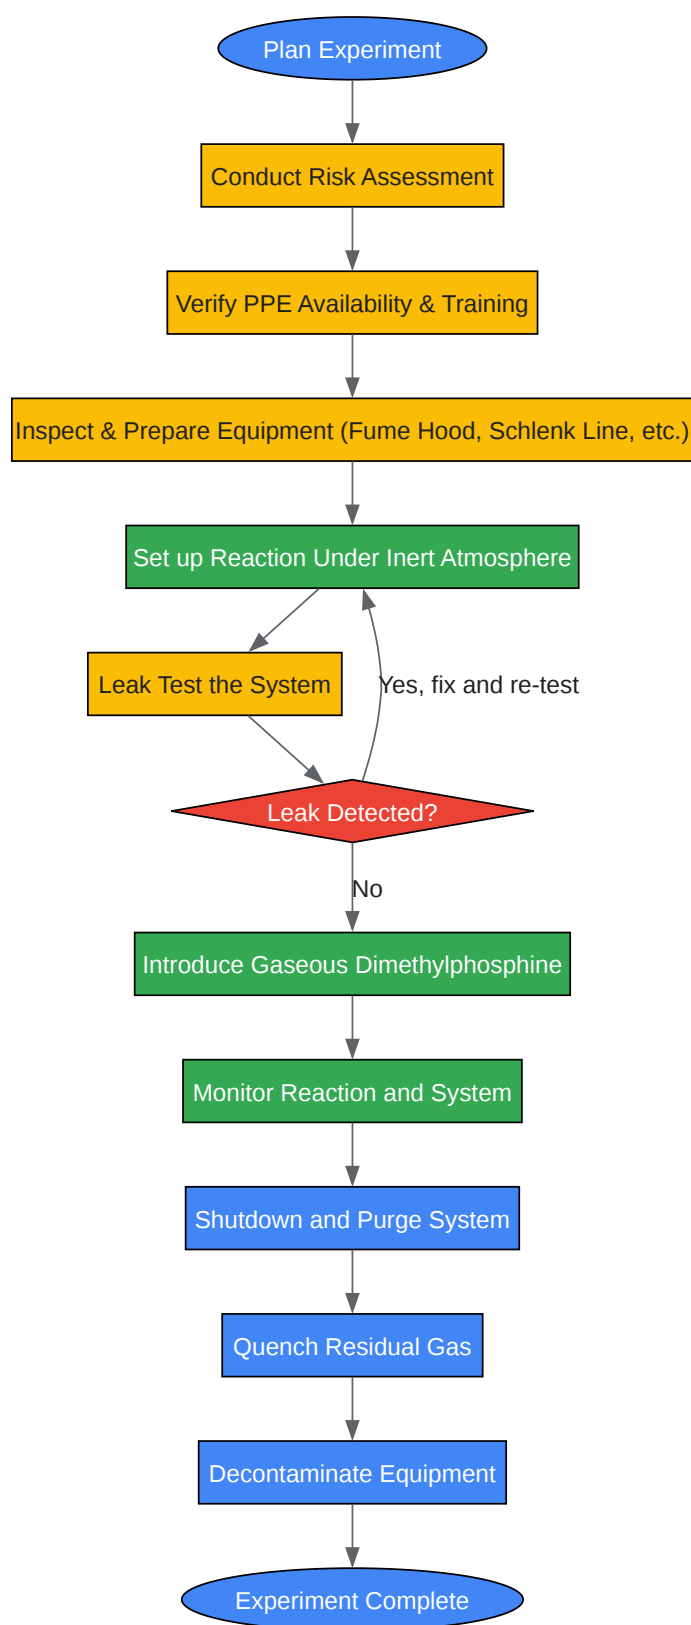 Plan Experiment
Conduct Risk Assessment
Verify PPE Availability & Training
Inspect & Prepare Equipment (Fume Hood, Schlenk Line, etc.)
Set up Reaction Under Inert Atmosphere
Leak Test the System
Yes, fix and re-test
Leak Detected?
No
Introduce Gaseous Dimethylphosphine
Monitor Reaction and System
Shutdown and Purge System
Quench Residual Gas
Decontaminate Equipment
Experiment Complete